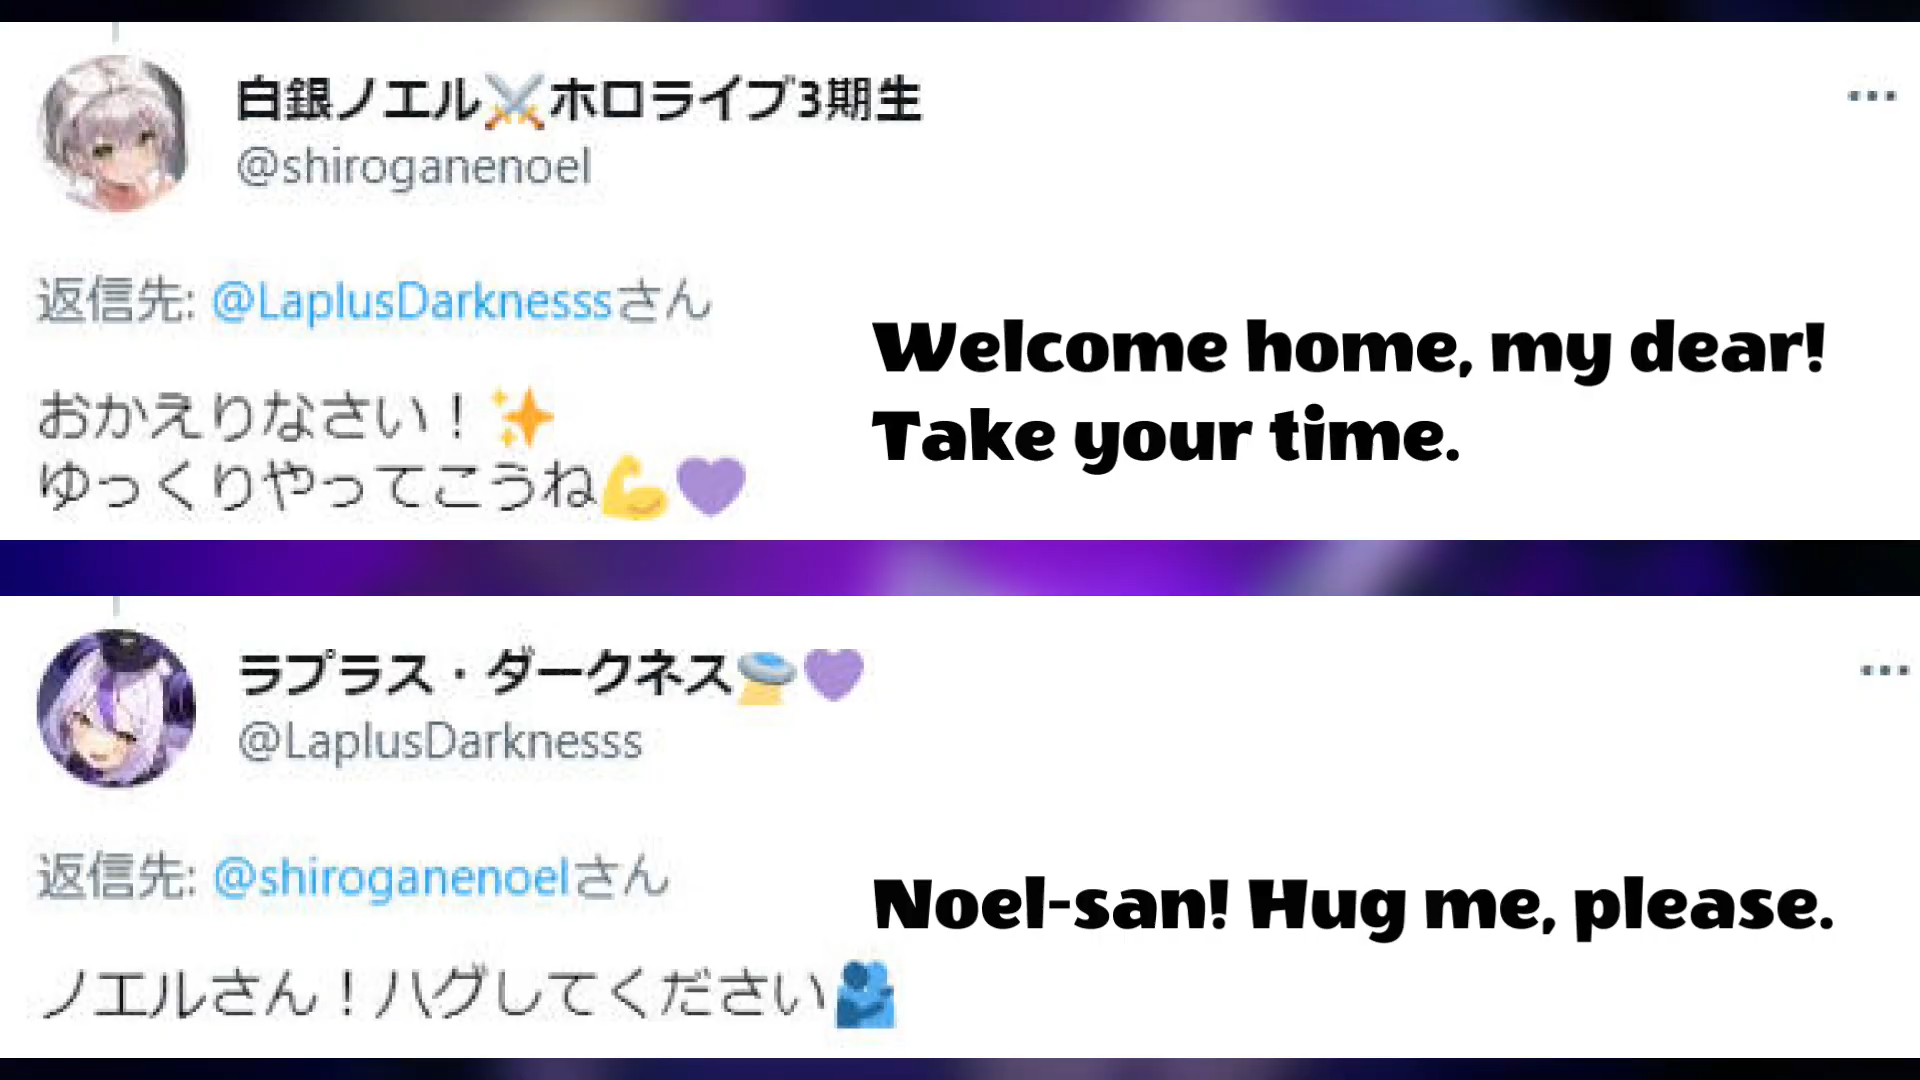 白銀ノエル⚔️ホロライブ3期生
@shiroganenoel
返信先: @LaplusDarknesssさん
おかえりなさい！✨
ゆっくりやってこうね💪💜
Welcome home, my dear!
Take your time.
ラプラス・ダークネス🛸💜
@LaplusDarknesss
返信先: @shiroganenoelさん
ノエルさん！ハグしてください🫂
Noel-san! Hug me, please.